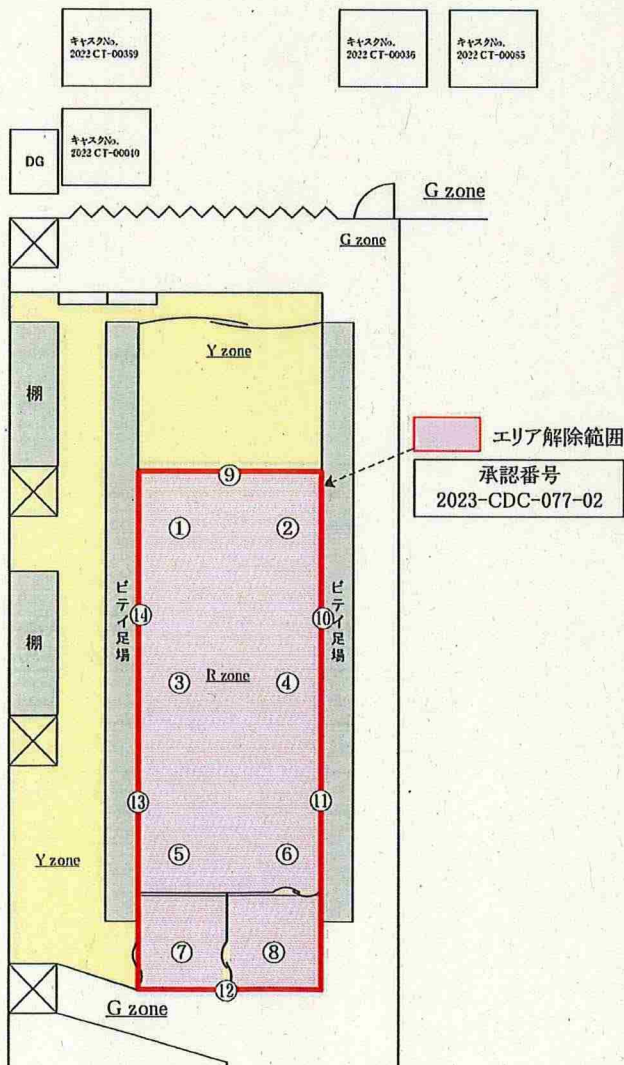 キャスクNo.
2022 CT-00359
キャスクNo.
2022 CT-00036
キャスクNo.
2022 CT-00065
キャスクNo.
2022 CT-00010
DG
G zone
G zone
Y zone
棚
エリア解除範囲
承認番号
2023-CDC-077-02
⑨
① ②
ビティ足場
⑭ ⑩
ビティ足場
棚
③ R zone ④
⑬ ⑪
Y zone
⑤ ⑥
⑦ ⑧
⑫
G zone